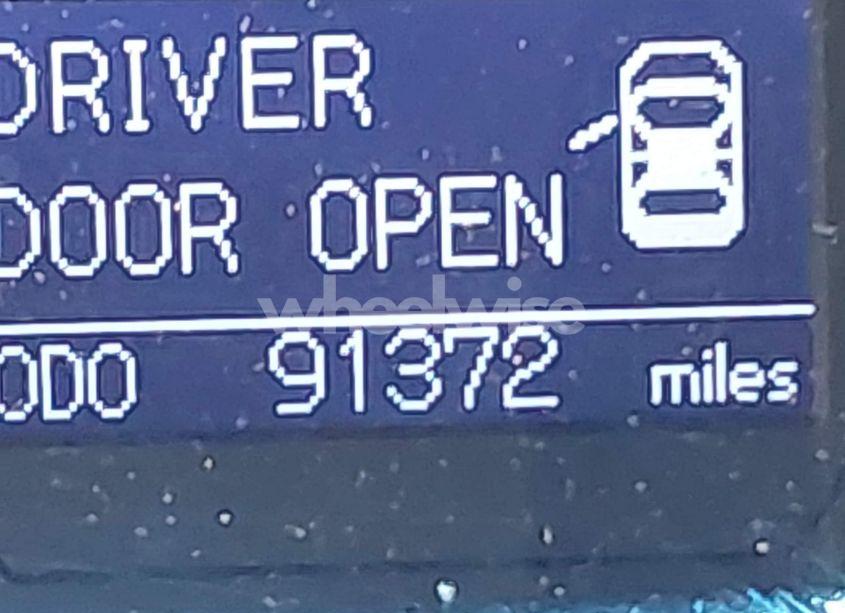 DRIVER
DOOR OPEN
wheelwise
ODO 91372 miles